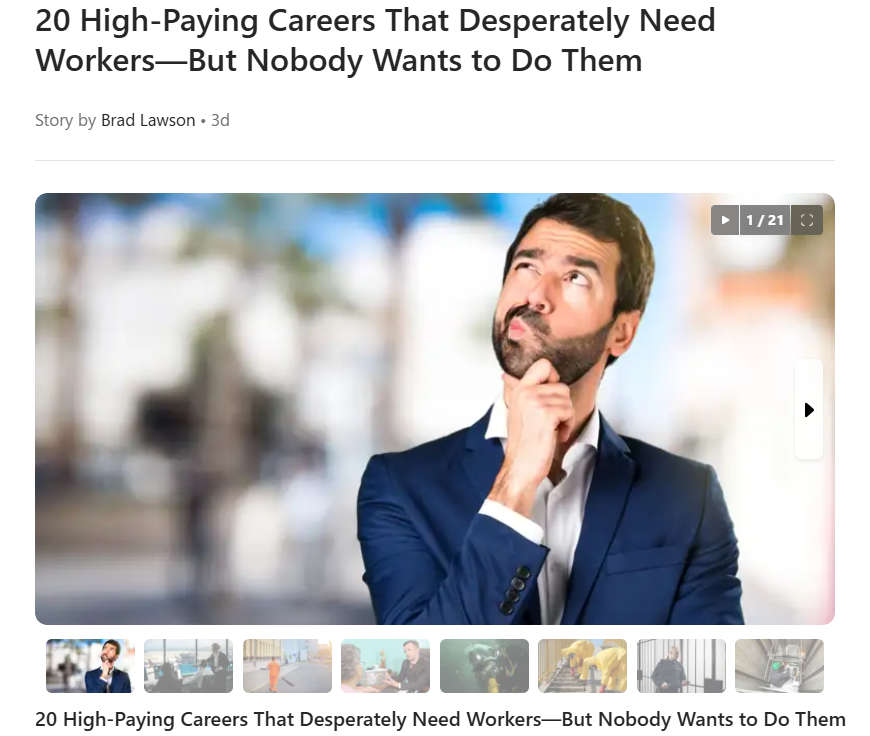 20 High-Paying Careers That Desperately Need
Workers—But Nobody Wants to Do Them
Story by Brad Lawson • 3d
1 / 21
20 High-Paying Careers That Desperately Need Workers—But Nobody Wants to Do Them